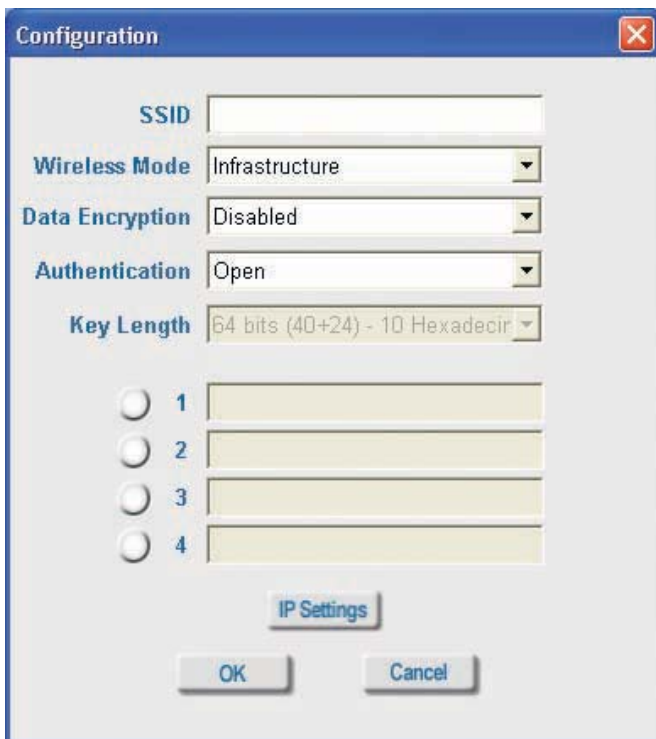 Configuration
SSID
Wireless Mode Infrastructure
Data Encryption Disabled
Authentication Open
Key Length 64 bits (40+24) - 10 Hexadecir
1
2
3
4
IP Settings
OK Cancel